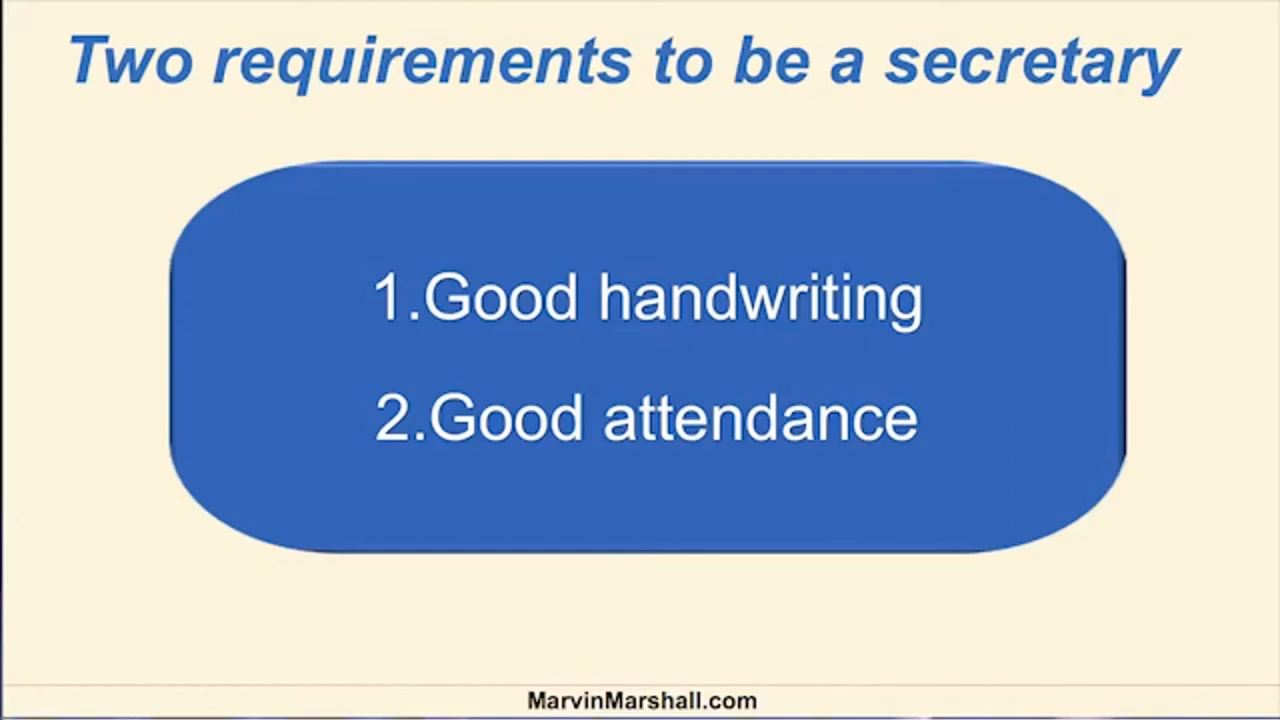 Two requirements to be a secretary
1.Good handwriting
2.Good attendance
MarvinMarshall.com